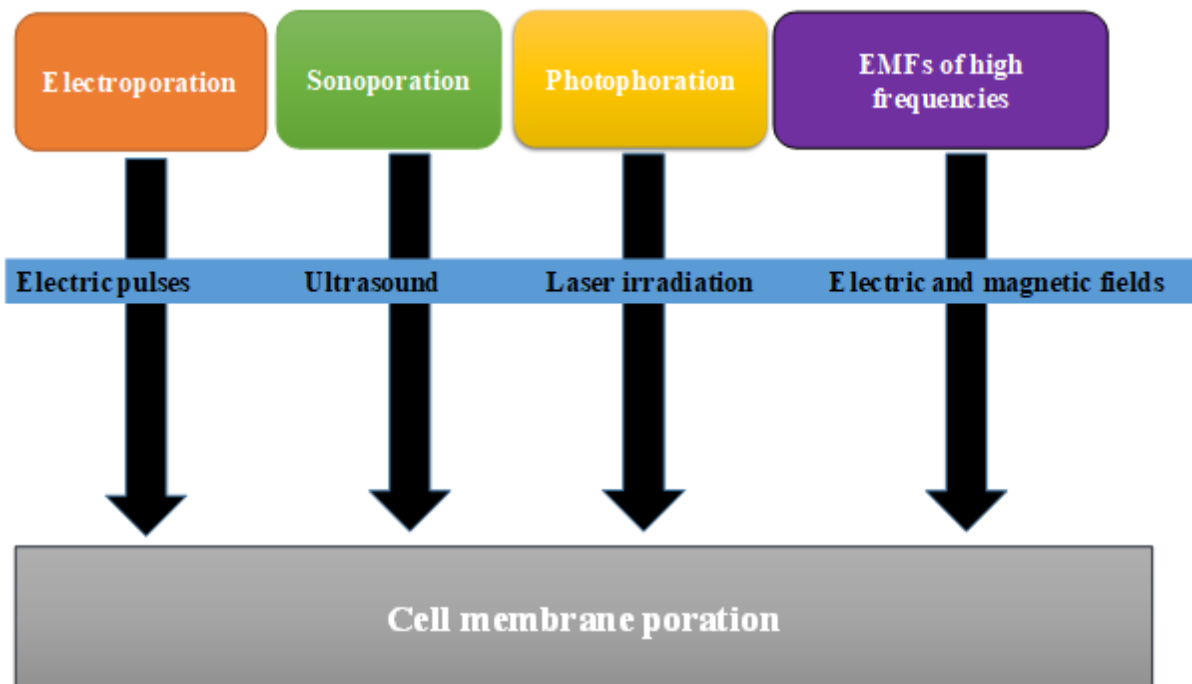 Electroporation
Sonoporation
Photophoration
EMFs of high
frequencies
Electric pulses
Ultrasound
Laser irradiation
Electric and magnetic fields
Cell membrane poration